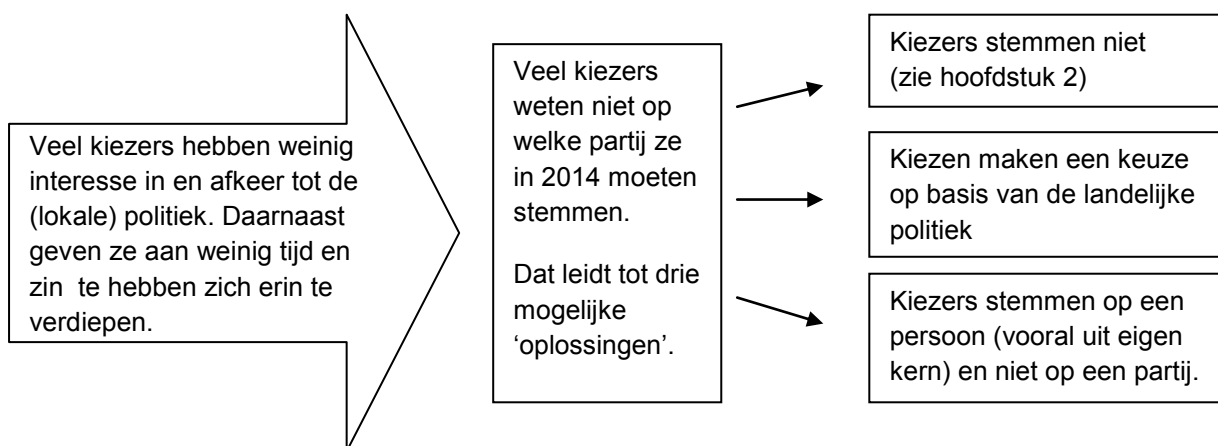 Veel kiezers hebben weinig
interesse in en afkeer tot de
(lokale) politiek. Daarnaast
geven ze aan weinig tijd en
zin te hebben zich erin te
verdiepen.
Veel kiezers
weten niet op
welke partij ze
in 2014 moeten
stemmen.
Dat leidt tot drie
mogelijke
‘oplossingen’.
Kiezers stemmen niet
(zie hoofdstuk 2)
Kiezen maken een keuze
op basis van de landelijke
politiek
Kiezers stemmen op een
persoon (vooral uit eigen
kern) en niet op een partij.